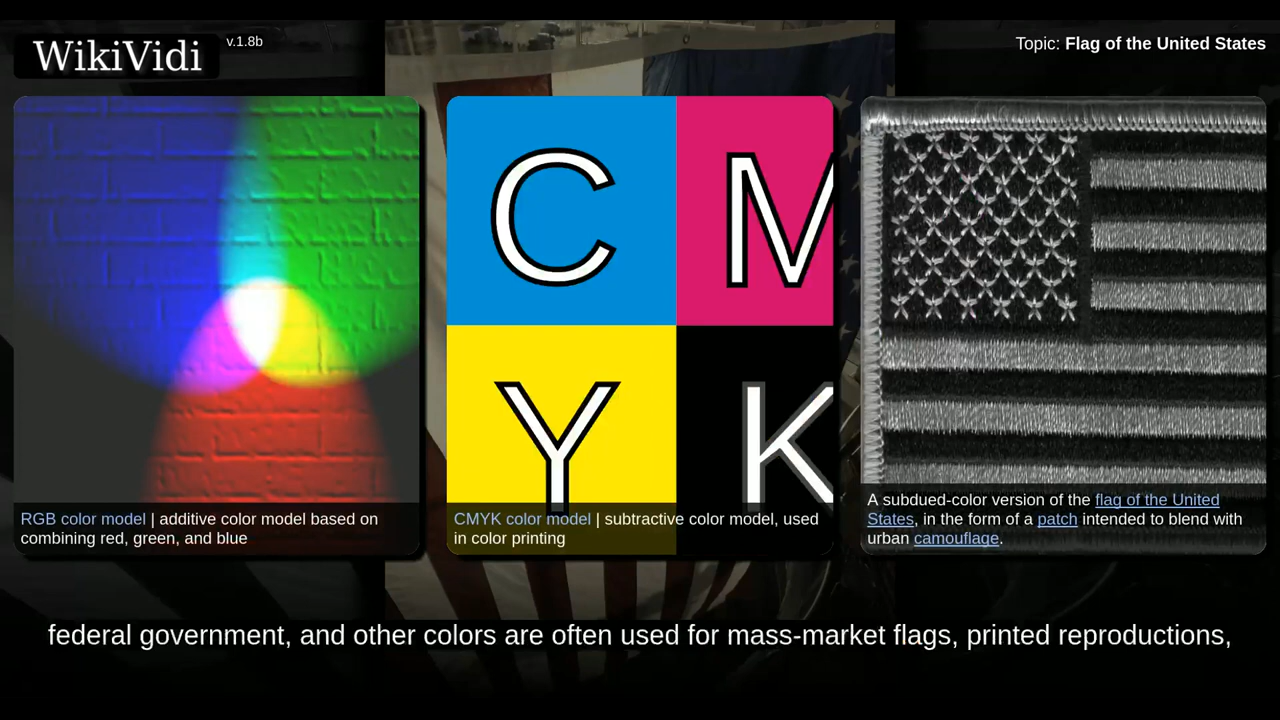 WikiVidi
v.1.8b
Topic: Flag of the United States
C
M
Y
K
RGB color model | additive color model based on
combining red, green, and blue
CMYK color model | subtractive color model, used
in color printing
A subdued-color version of the flag of the United
States, in the form of a patch intended to blend with
urban camouflage.
federal government, and other colors are often used for mass-market flags, printed reproductions,